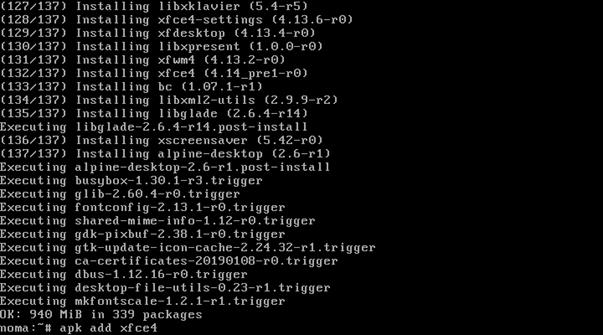 (127/137) Installing libxklavier (5.4-r5)
(128/137) Installing xfce4-settings (4.13.6-r0)
(129/137) Installing xfdesktop (4.13.4-r0)
(130/137) Installing libxpresent (1.0.0-r0)
(131/137) Installing xfwm4 (4.13.2-r0)
(132/137) Installing xfce4 (4.14_pre1-r0)
(133/137) Installing bc (1.07.1-r1)
(134/137) Installing libxml2-utils (2.9.9-r2)
(135/137) Installing libglade (2.6.4-r14)
Executing libglade-2.6.4-r14.post-install
(136/137) Installing xscreensaver (5.42-r0)
(137/137) Installing alpine-desktop (2.6-r1)
Executing alpine-desktop-2.6-r1.post-install
Executing busybox-1.30.1-r3.trigger
Executing glib-2.60.4-r0.trigger
Executing fontconfig-2.13.1-r0.trigger
Executing shared-mime-info-1.12-r0.trigger
Executing gdk-pixbuf-2.38.1-r0.trigger
Executing gtk-update-icon-cache-2.24.32-r1.trigger
Executing ca-certificates-20190108-r0.trigger
Executing dbus-1.12.16-r0.trigger
Executing desktop-file-utils-0.23-r1.trigger
Executing mkfontscale-1.2.1-r1.trigger
OK: 940 MiB in 339 packages
noma:~# apk add xfce4